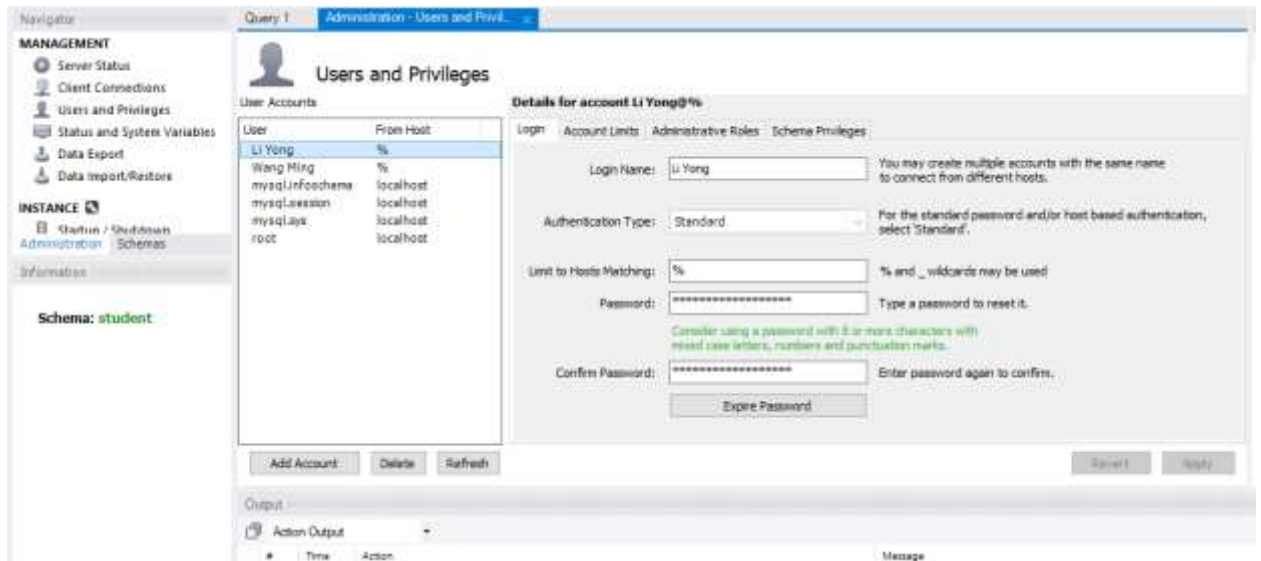 Navigator
MANAGEMENT
Server Status
Client Connections
Users and Privileges
Status and System Variables
Data Export
Data Import/Restore
INSTANCE
Startup / Shutdown
Administration Schemas
Information
Schema: student
Query 1 Administration - Users and Privil...
Users and Privileges
User Accounts
User From Host
Li Yong %
Wang Ming %
mysql.infoschema localhost
mysql.session localhost
mysql.sys localhost
root localhost
Add Account Delete Refresh
Details for account Li Yong@%
Login Account Limits Administrative Roles Schema Privileges
Login Name: Li Yong You may create multiple accounts with the same name
to connect from different hosts.
Authentication Type: Standard For the standard password and/or host based authentication,
select 'Standard'.
Limit to Hosts Matching: % % and _ wildcards may be used
Password: ****************** Type a password to reset it.
Consider using a password with 8 or more characters with
mixed case letters, numbers and punctuation marks.
Confirm Password: ****************** Enter password again to confirm.
Expire Password
Revert Apply
Output
Action Output
# Time Action Message